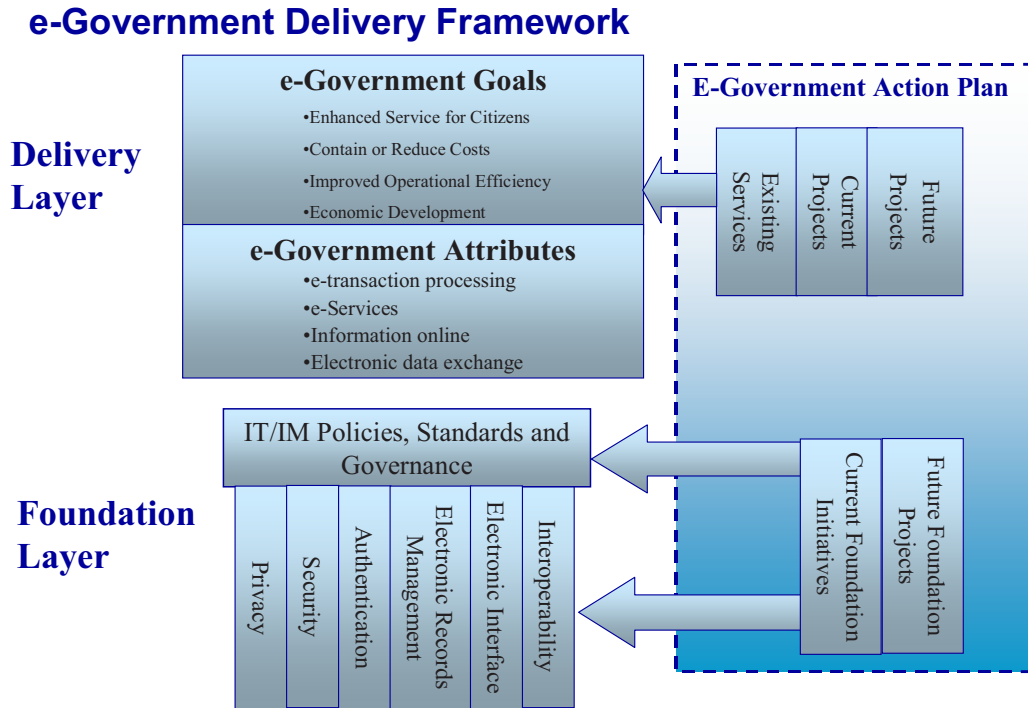 e-Government Delivery Framework
Delivery
Layer
e-Government Goals
•Enhanced Service for Citizens
•Contain or Reduce Costs
•Improved Operational Efficiency
•Economic Development
e-Government Attributes
•e-transaction processing
•e-Services
•Information online
•Electronic data exchange
E-Government Action Plan
Existing
Services
Current
Projects
Future
Projects
Foundation
Layer
IT/IM Policies, Standards and
Governance
Privacy
Security
Authentication
Electronic Records
Management
Electronic Interface
Interoperability
Current Foundation
Initiatives
Future Foundation
Projects